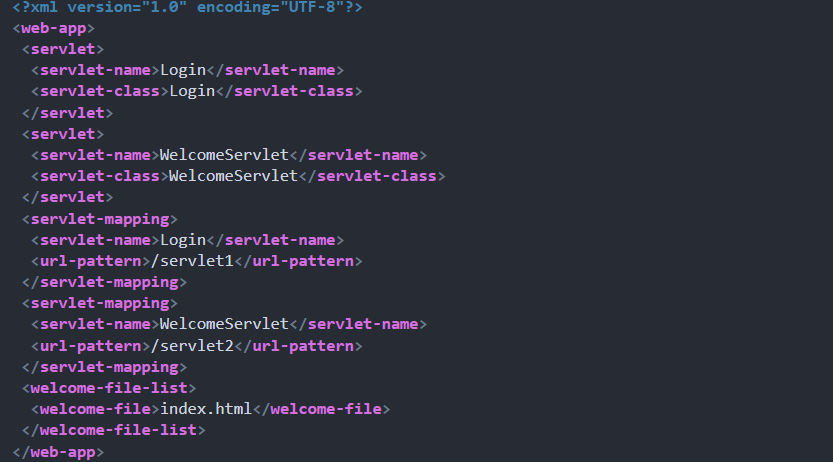 <?xml version="1.0" encoding="UTF-8"?>
<web-app>
<servlet>
<servlet-name>Login</servlet-name>
<servlet-class>Login</servlet-class>
</servlet>
<servlet>
<servlet-name>WelcomeServlet</servlet-name>
<servlet-class>WelcomeServlet</servlet-class>
</servlet>
<servlet-mapping>
<servlet-name>Login</servlet-name>
<url-pattern>/servlet1</url-pattern>
</servlet-mapping>
<servlet-mapping>
<servlet-name>WelcomeServlet</servlet-name>
<url-pattern>/servlet2</url-pattern>
</servlet-mapping>
<welcome-file-list>
<welcome-file>index.html</welcome-file>
</welcome-file-list>
</web-app>